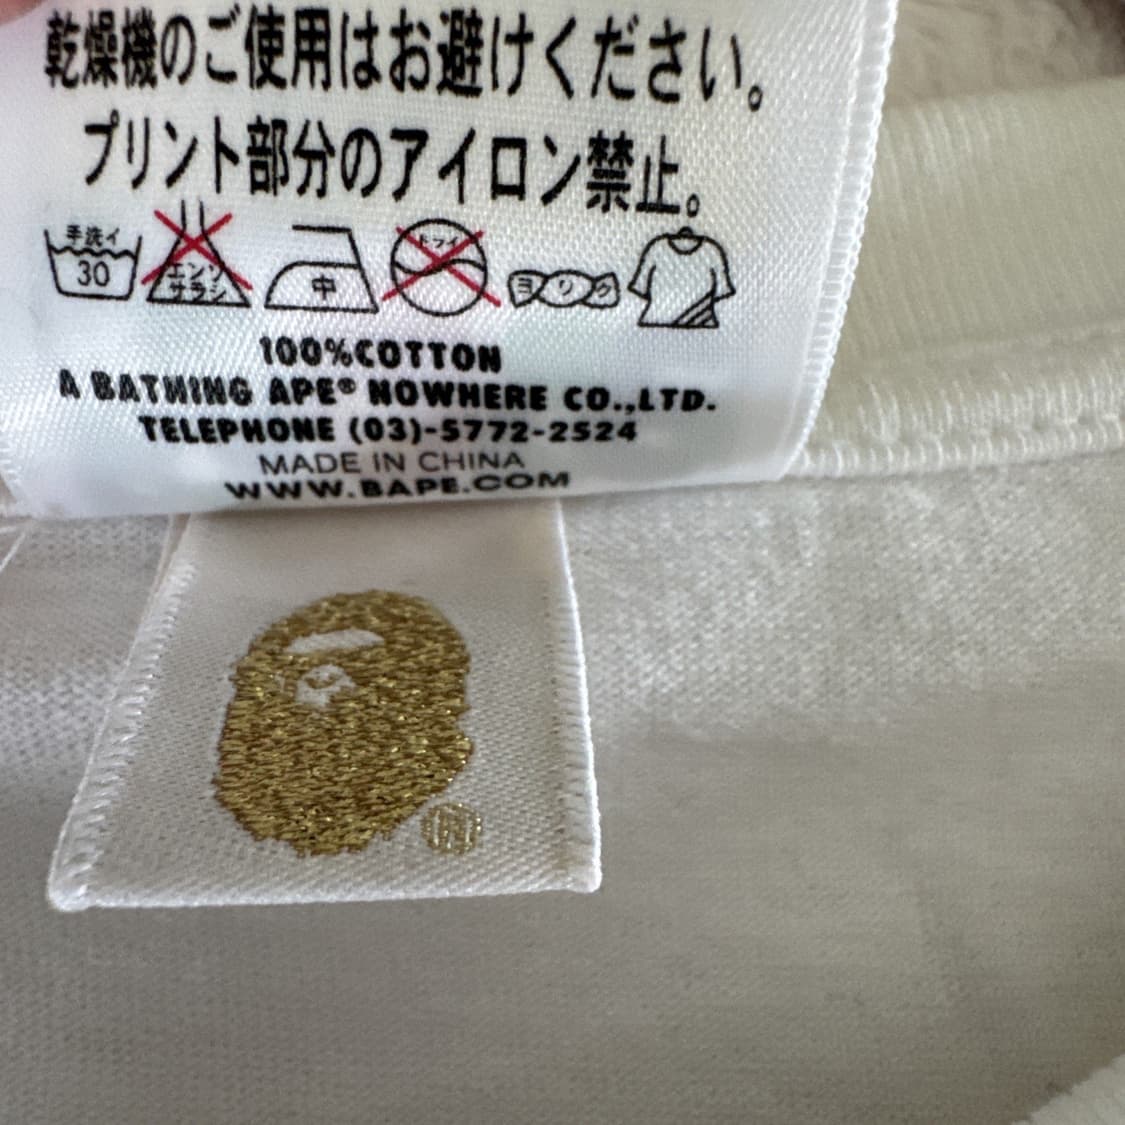 乾燥機のご使用はお避けください。
プリント部分のアイロン禁止。
手洗イ 30 エンソサラシ 中 ドライ ヨワク
100%COTTON
A BATHING APE® NOWHERE CO.,LTD.
TELEPHONE (03)-5772-2524
MADE IN CHINA
WWW.BAPE.COM